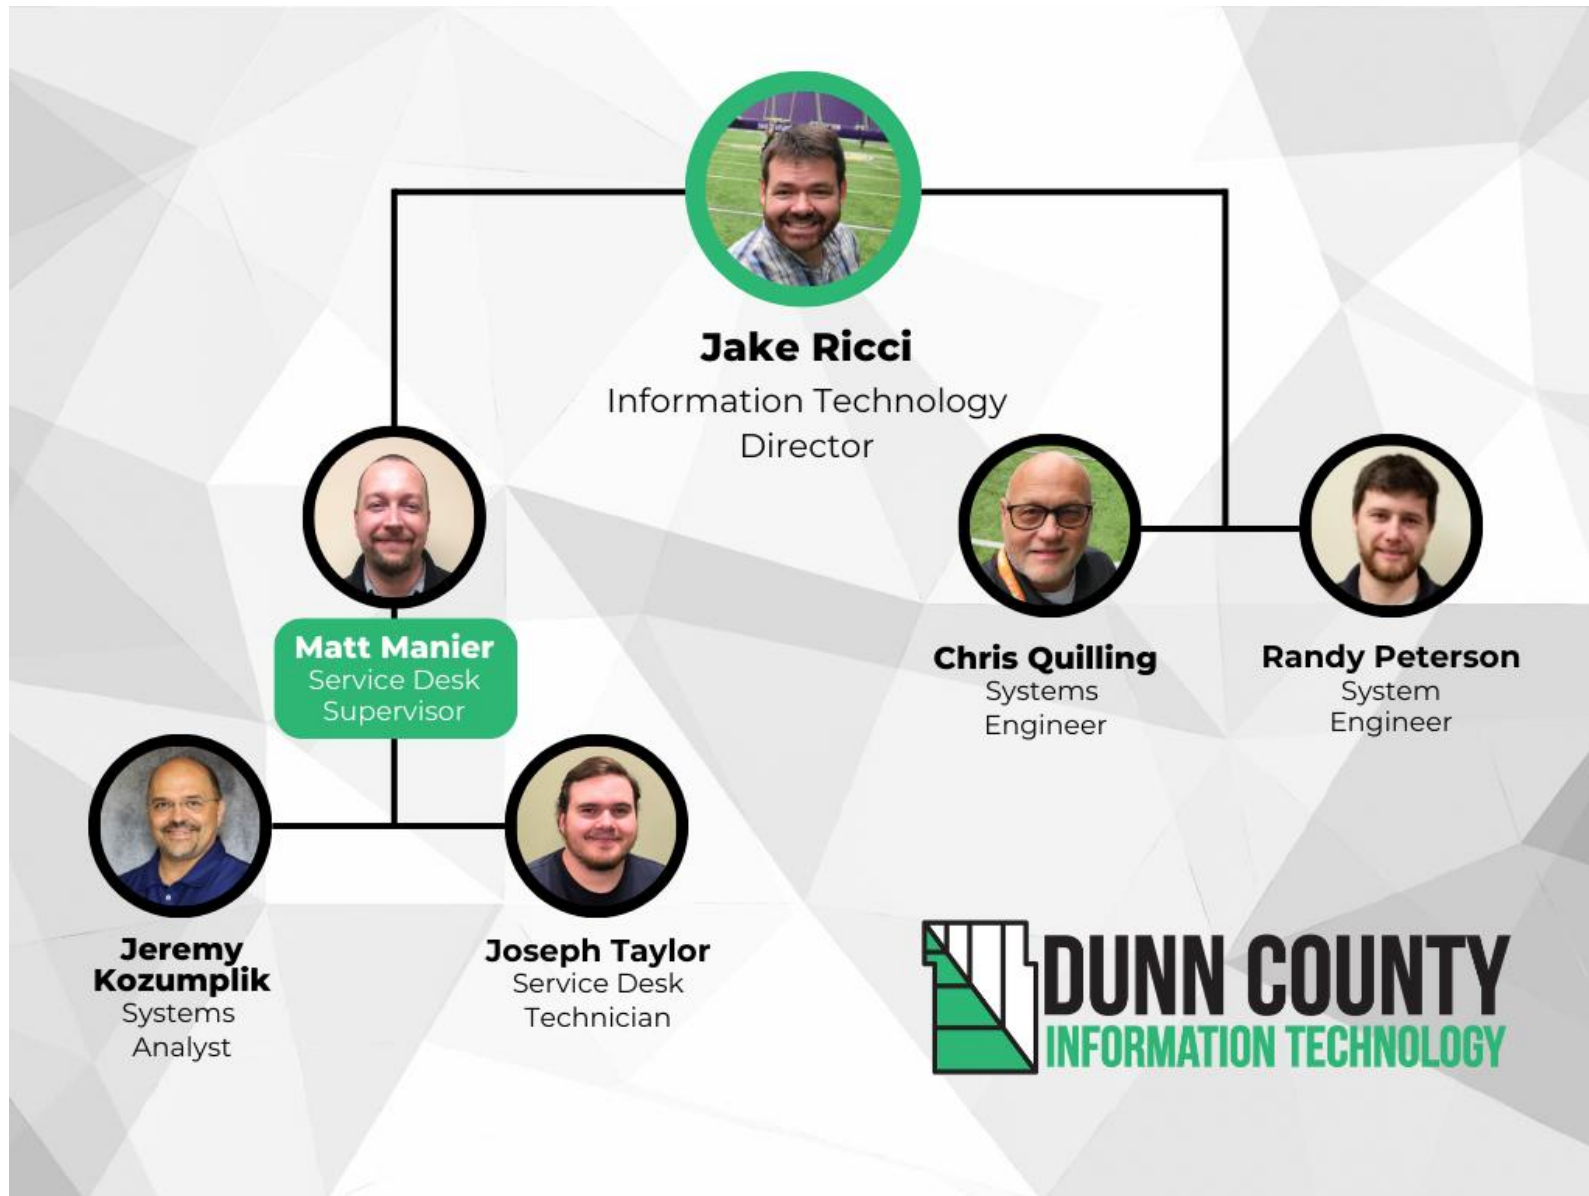 Jake Ricci
Information Technology
Director
Matt Manier
Service Desk
Supervisor
Chris Quilling
Systems
Engineer
Randy Peterson
System
Engineer
Jeremy
Kozumplik
Systems
Analyst
Joseph Taylor
Service Desk
Technician
DUNN COUNTY
INFORMATION TECHNOLOGY